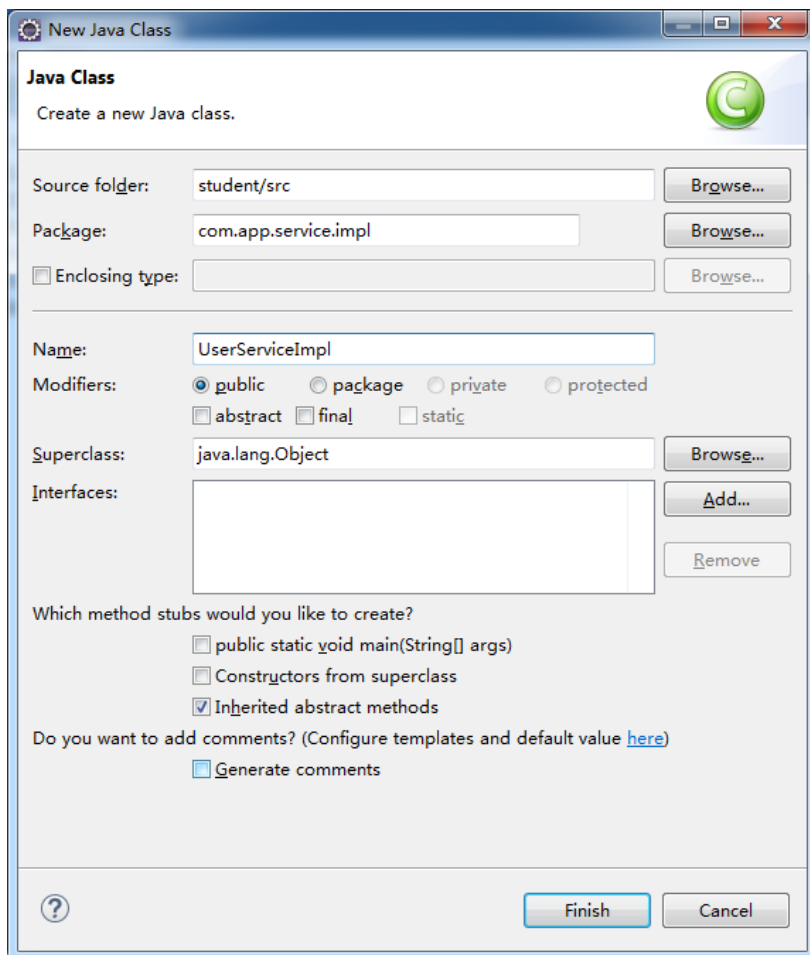 New Java Class
Java Class
Create a new Java class.
Source folder: student/src Browse...
Package: com.app.service.impl Browse...
Enclosing type: Browse...
Name: UserServiceImpl
Modifiers: public package private protected
abstract final static
Superclass: java.lang.Object Browse...
Interfaces: Add...
Remove
Which method stubs would you like to create?
public static void main(String[] args)
Constructors from superclass
Inherited abstract methods
Do you want to add comments? (Configure templates and default value here)
Generate comments
? Finish Cancel